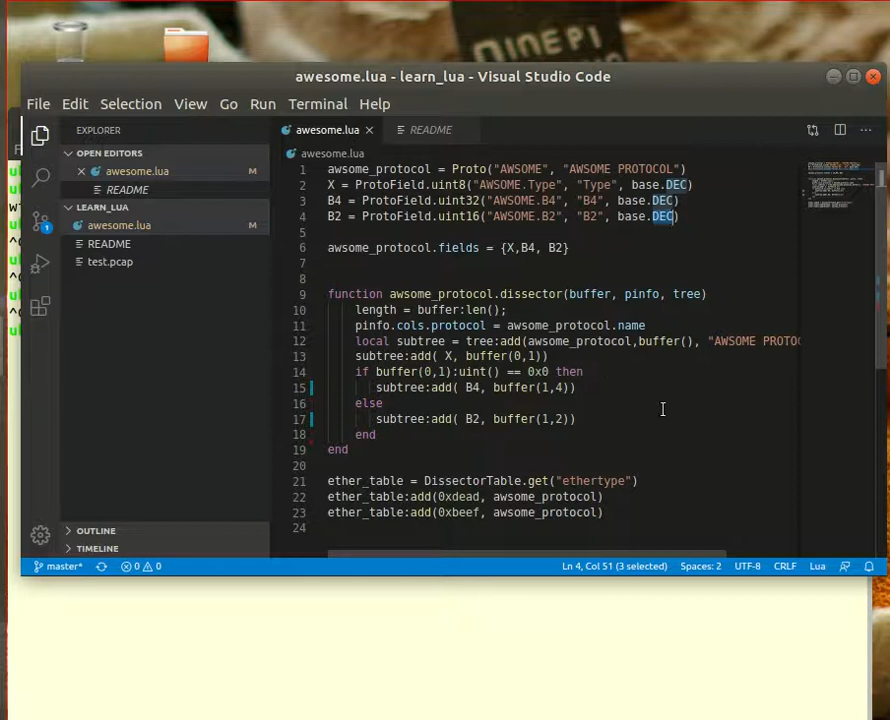 awesome.lua - learn_lua - Visual Studio Code
File Edit Selection View Go Run Terminal Help
EXPLORER
OPEN EDITORS
awesome.lua M
README
LEARN_LUA
awesome.lua M
README
test.pcap
OUTLINE
TIMELINE
awesome.lua README
awesome.lua
1 awsome_protocol = Proto("AWSOME", "AWSOME PROTOCOL")
2 X = ProtoField.uint8("AWSOME.Type", "Type", base.DEC)
3 B4 = ProtoField.uint32("AWSOME.B4", "B4", base.DEC)
4 B2 = ProtoField.uint16("AWSOME.B2", "B2", base.DEC)
5
6 awsome_protocol.fields = {X,B4, B2}
7
8
9 function awsome_protocol.dissector(buffer, pinfo, tree)
10 length = buffer:len();
11 pinfo.cols.protocol = awsome_protocol.name
12 local subtree = tree:add(awsome_protocol,buffer(), "AWSOME PROTOC
13 subtree:add( X, buffer(0,1))
14 if buffer(0,1):uint() == 0x0 then
15 subtree:add( B4, buffer(1,4))
16 else
17 subtree:add( B2, buffer(1,2))
18 end
19 end
20
21 ether_table = DissectorTable.get("ethertype")
22 ether_table:add(0xdead, awsome_protocol)
23 ether_table:add(0xbeef, awsome_protocol)
24
master* 0 0 Ln 4, Col 51 (3 selected) Spaces: 2 UTF-8 CRLF Lua